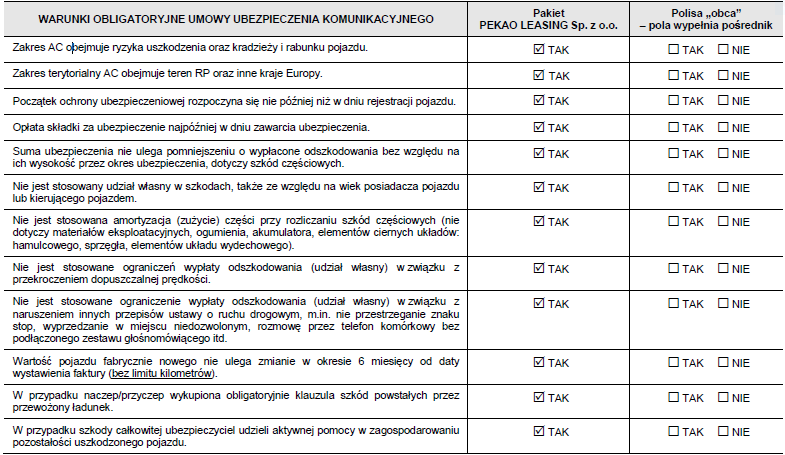 WARUNKI OBLIGATORYJNE UMOWY UBEZPIECZENIA KOMUNIKACYJNEGO
Pakiet
PEKAO LEASING Sp. z o.o.
Polisa „obca”
– pola wypełnia pośrednik
Zakres AC obejmuje ryzyka uszkodzenia oraz kradzieży i rabunku pojazdu.
☑ TAK
☐ TAK ☐ NIE
Zakres terytorialny AC obejmuje teren RP oraz inne kraje Europy.
☑ TAK
☐ TAK ☐ NIE
Początek ochrony ubezpieczeniowej rozpoczyna się nie później niż w dniu rejestracji pojazdu.
☑ TAK
☐ TAK ☐ NIE
Opłata składki za ubezpieczenie najpóźniej w dniu zawarcia ubezpieczenia.
☑ TAK
☐ TAK ☐ NIE
Suma ubezpieczenia nie ulega pomniejszeniu o wypłacone odszkodowania bez względu na
ich wysokość przez okres ubezpieczenia, dotyczy szkód częściowych.
☑ TAK
☐ TAK ☐ NIE
Nie jest stosowany udział własny w szkodach, także ze względu na wiek posiadacza pojazdu
lub kierującego pojazdem.
☑ TAK
☐ TAK ☐ NIE
Nie jest stosowana amortyzacja (zużycie) części przy rozliczaniu szkód częściowych (nie
dotyczy materiałów eksploatacyjnych, ogumienia, akumulatora, elementów ciernych układów:
hamulcowego, sprzęgła, elementów układu wydechowego).
☑ TAK
☐ TAK ☐ NIE
Nie jest stosowane ograniczeń wypłaty odszkodowania (udział własny) w związku z
przekroczeniem dopuszczalnej prędkości.
☑ TAK
☐ TAK ☐ NIE
Nie jest stosowane ograniczenie wypłaty odszkodowania (udział własny) w związku z
naruszeniem innych przepisów ustawy o ruchu drogowym, m.in. nie przestrzeganie znaku
stop, wyprzedzanie w miejscu niedozwolonym, rozmowę przez telefon komórkowy bez
podłączonego zestawu głośnomówiącego itd.
☑ TAK
☐ TAK ☐ NIE
Wartość pojazdu fabrycznie nowego nie ulega zmianie w okresie 6 miesięcy od daty
wystawienia faktury (bez limitu kilometrów).
☑ TAK
☐ TAK ☐ NIE
W przypadku naczep/przyczep wykupiona obligatoryjnie klauzula szkód powstałych przez
przewożony ładunek.
☑ TAK
☐ TAK ☐ NIE
W przypadku szkody całkowitej ubezpieczyciel udzieli aktywnej pomocy w zagospodarowaniu
pozostałości uszkodzonego pojazdu.
☑ TAK
☐ TAK ☐ NIE